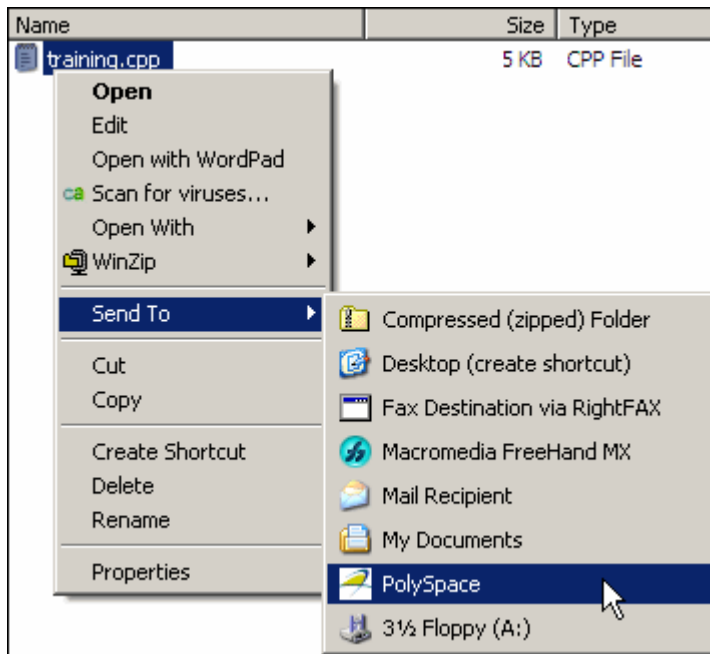 Name Size Type
training.cpp 5 KB CPP File
Open
Edit
Open with WordPad
ca Scan for viruses...
Open With
WinZip
Send To
Cut
Copy
Create Shortcut
Delete
Rename
Properties
Compressed (zipped) Folder
Desktop (create shortcut)
Fax Destination via RightFAX
Macromedia FreeHand MX
Mail Recipient
My Documents
PolySpace
3½ Floppy (A:)